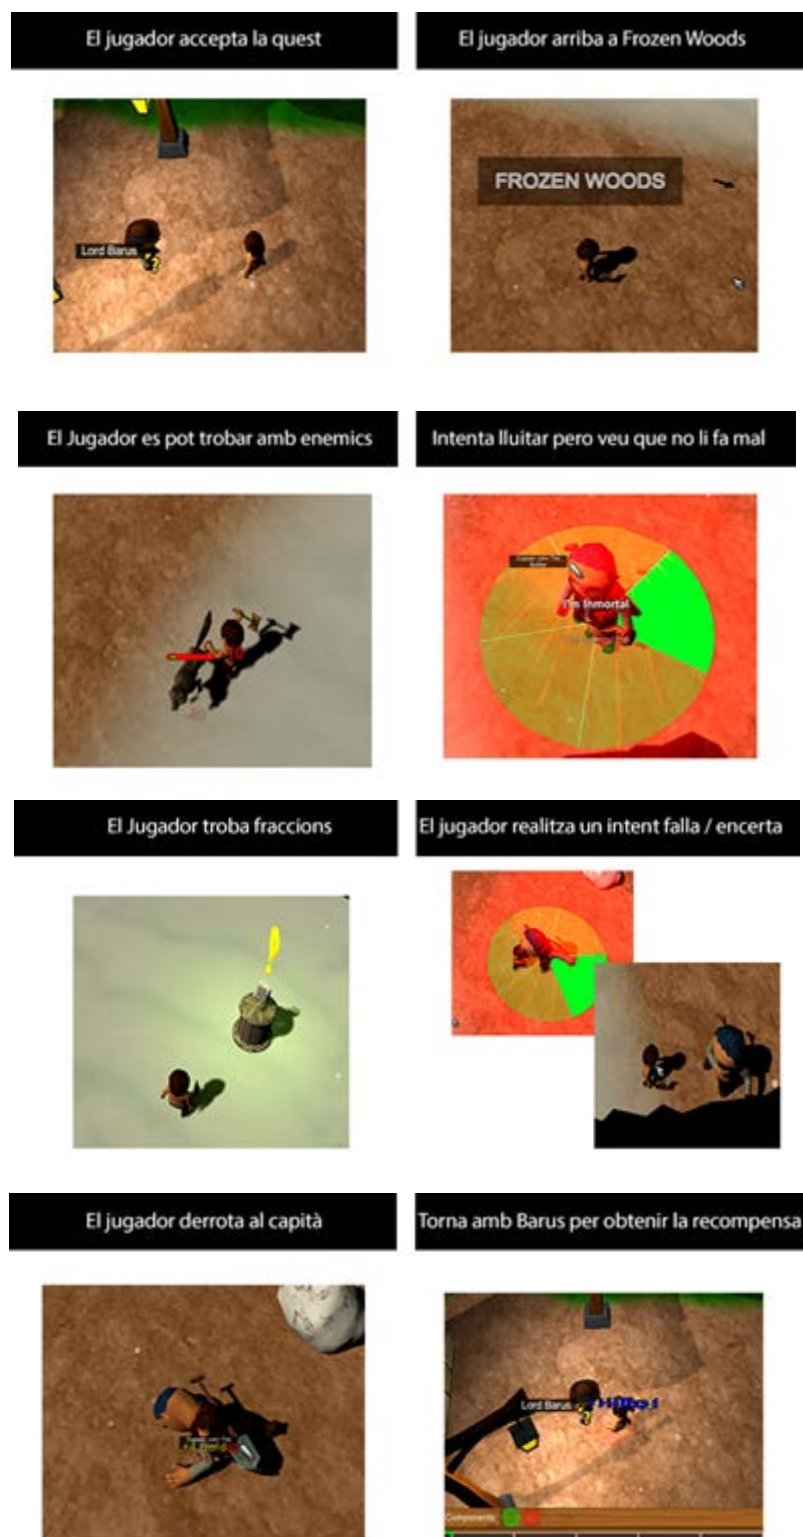 El jugador accepta la quest
El jugador arriba a Frozen Woods
Lord Barus
FROZEN WOODS
El Jugador es pot trobar amb enemics
Intenta lluitar pero veu que no li fa mal
I'm Inmortal
El Jugador troba fraccions
El jugador realitza un intent falla / encerta
El jugador derrota al capità
Torna amb Barus per obtenir la recompensa
Lord Barus
Components